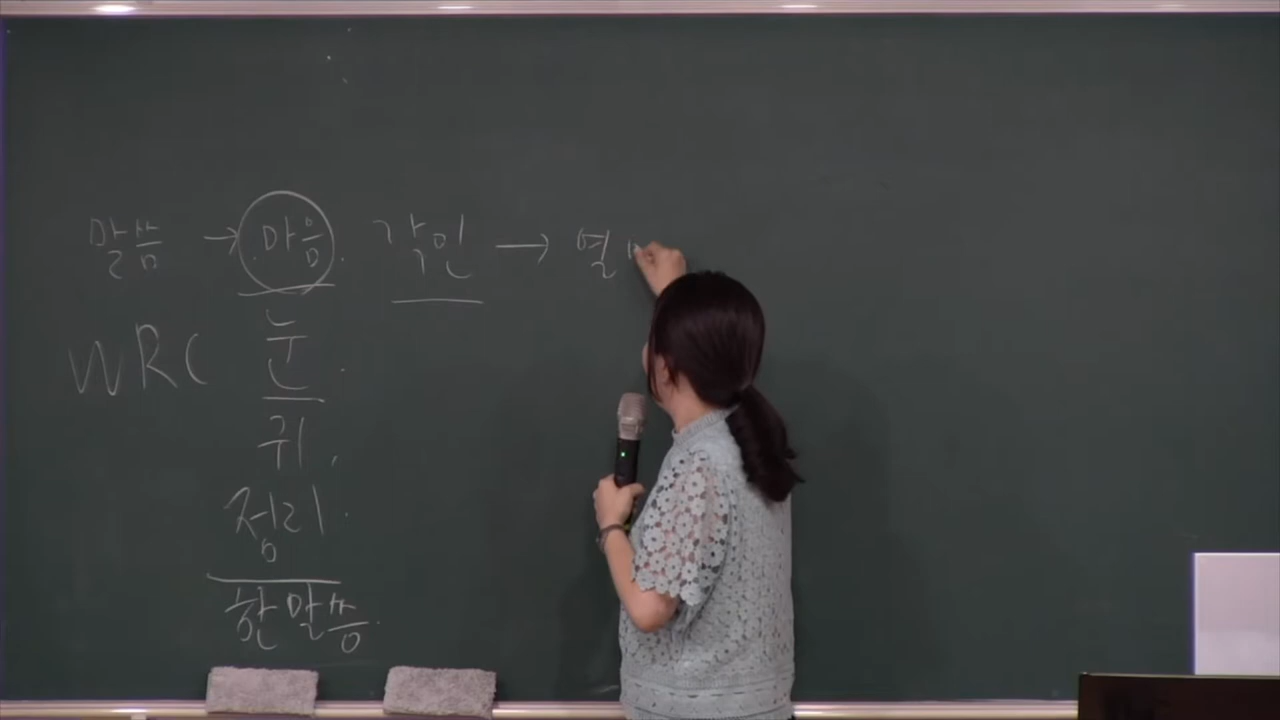 말씀 → 마음 각인 → 열
WRC 눈
귀
정리
한 말씀